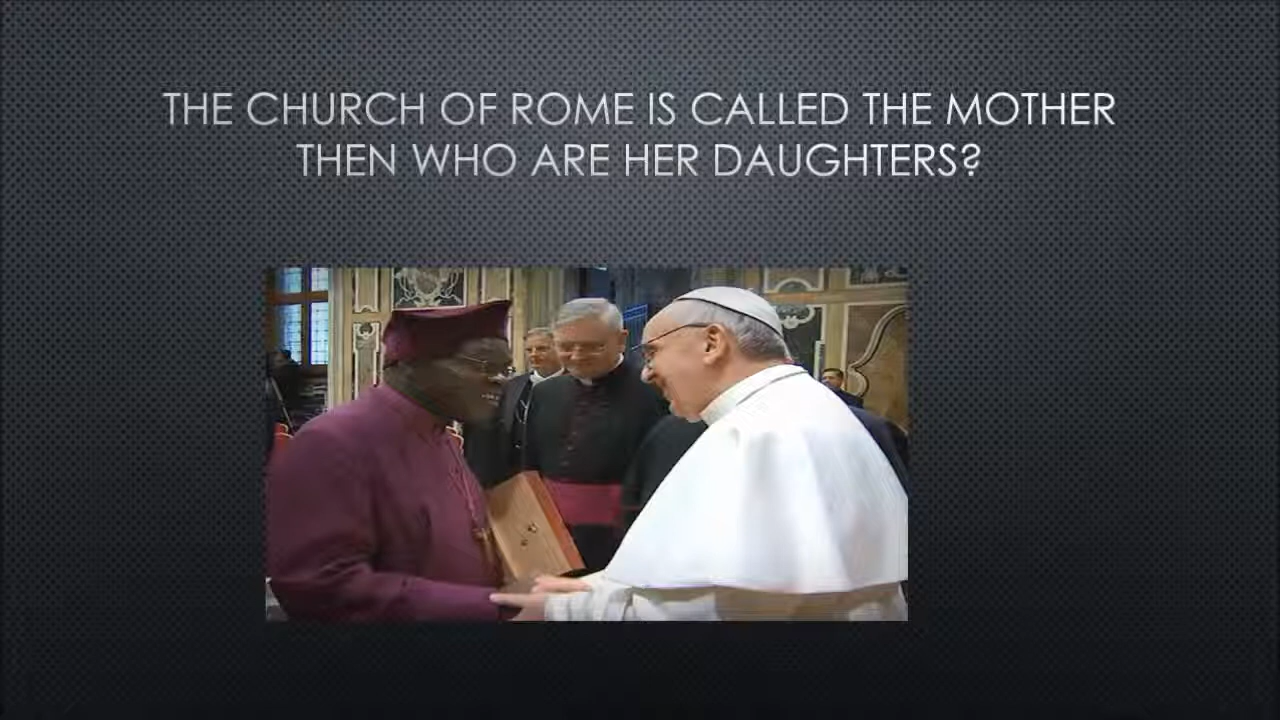 THE CHURCH OF ROME IS CALLED THE MOTHER
THEN WHO ARE HER DAUGHTERS?